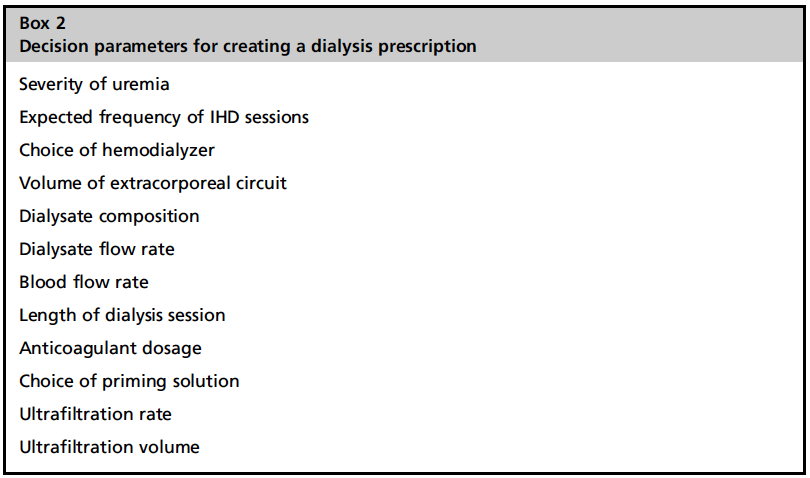 Box 2
Decision parameters for creating a dialysis prescription
Severity of uremia
Expected frequency of IHD sessions
Choice of hemodialyzer
Volume of extracorporeal circuit
Dialysate composition
Dialysate flow rate
Blood flow rate
Length of dialysis session
Anticoagulant dosage
Choice of priming solution
Ultrafiltration rate
Ultrafiltration volume